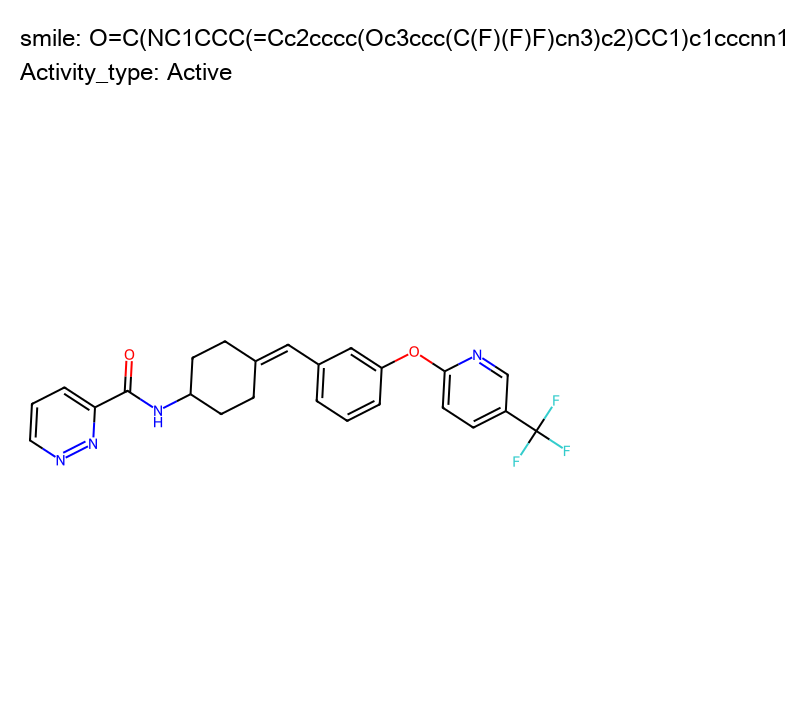 smile: O=C(NC1CCC(=Cc2cccc(Oc3ccc(C(F)(F)F)cn3)c2)CC1)c1cccnn1
Activity_type: Active
O
N
H
N
N
O
N
F
F
F